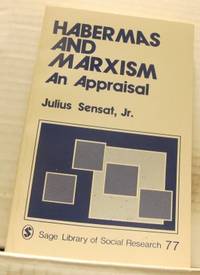 HABERMAS
AND
MARXISM
An Appraisal
Julius Sensat, Jr.
Sage Library of Social Research 77